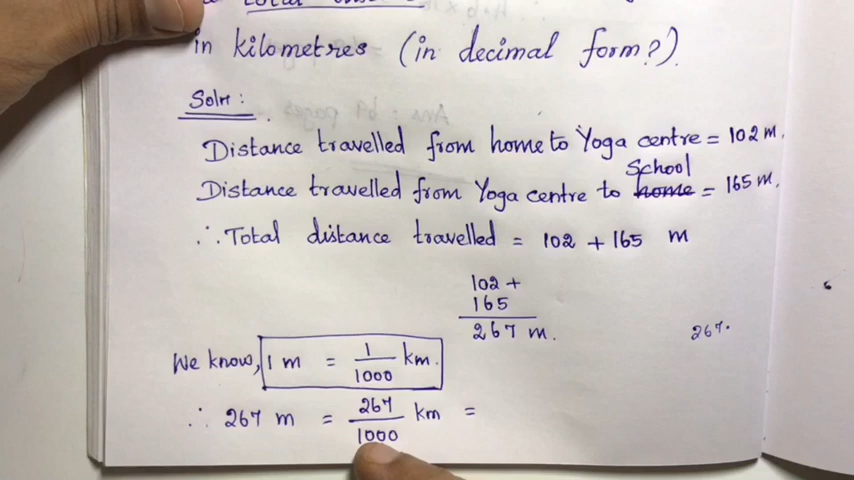 in kilometres (in decimal form?).
Soln :
Distance travelled from home to Yoga centre = 102 m.
School
Distance travelled from Yoga centre to home = 165 m.
∴ Total distance travelled = 102 + 165 m
102 +
165
267 m.
267.
We know, 1 m = 1/1000 km.
∴ 267 m = 267/1000 km =